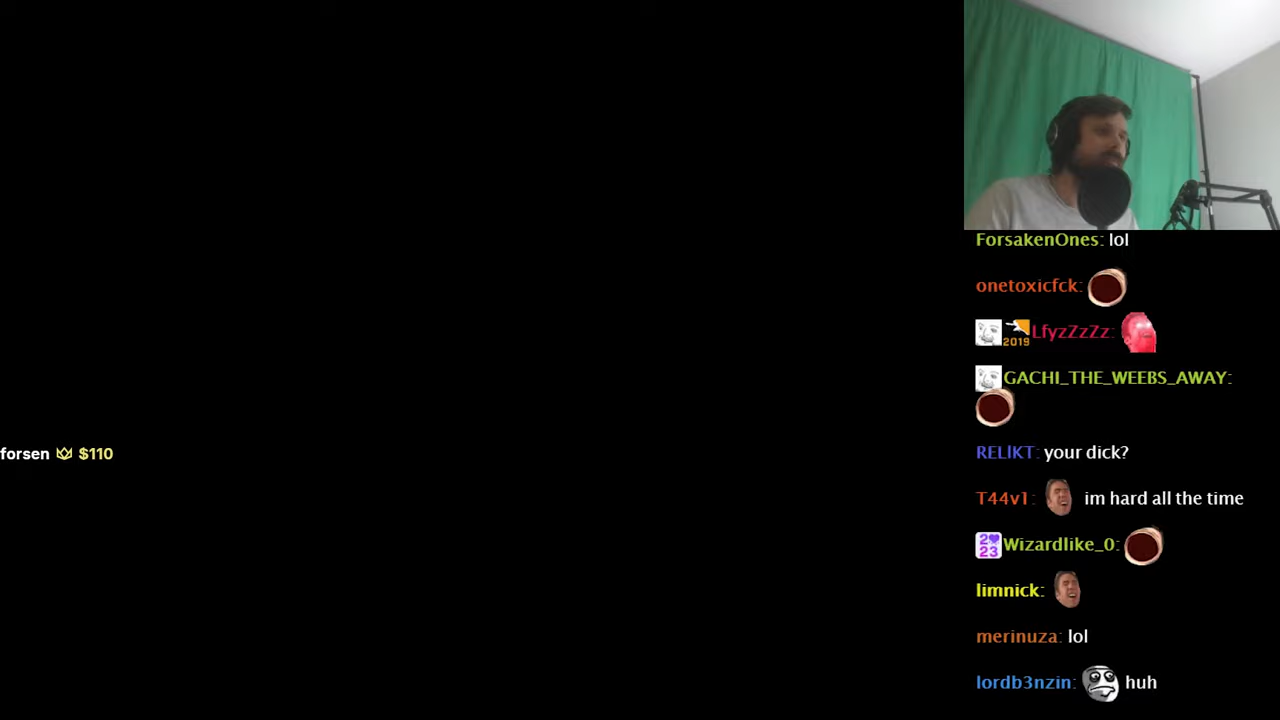 ForsakenOnes: lol
onetoxicfck:
2019 LfyzZzZz:
GACHI_THE_WEEBS_AWAY:
forsen $110
RELIKT: your dick?
T44v1: im hard all the time
2 23 Wizardlike_0:
limnick:
merinuza: lol
lordb3nzin: huh